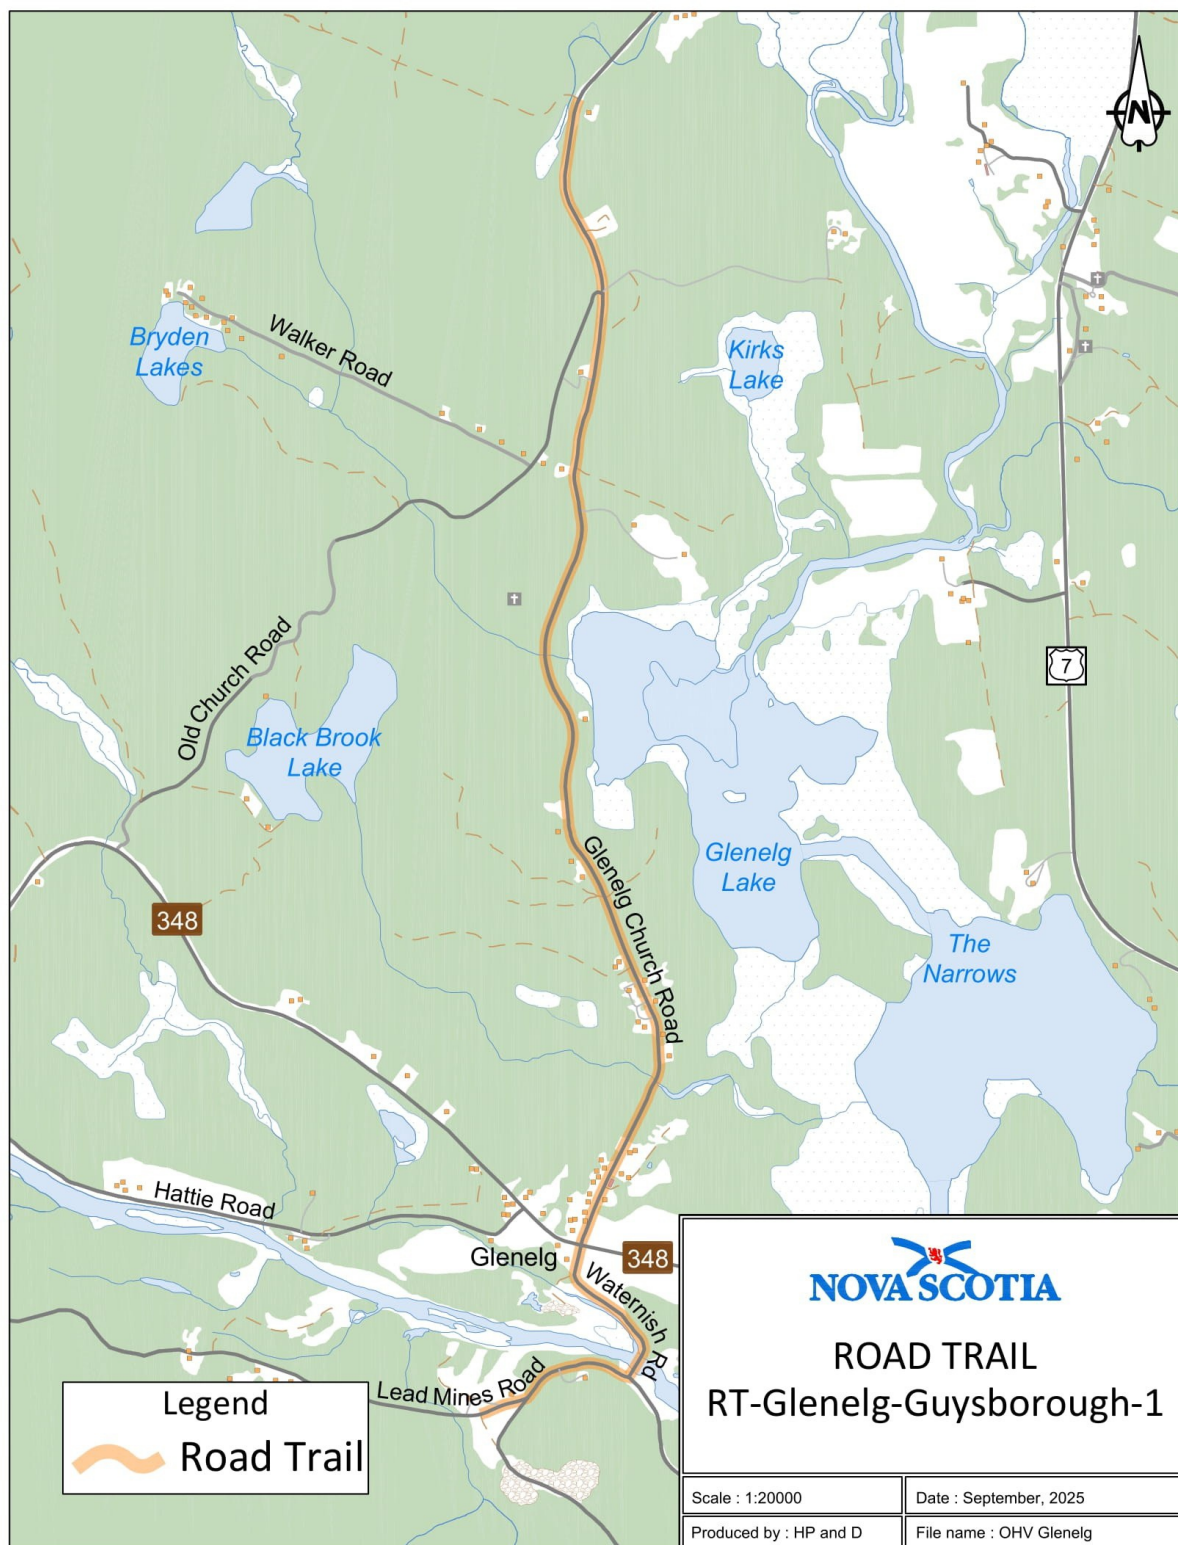 N
Bryden
Lakes
Walker Road
Kirks
Lake
Old Church Road
7
Black Brook
Lake
Glenelg Church Road
Glenelg
Lake
348
The
Narrows
Hattie Road
Glenelg
348
Waternish Rd
Lead Mines Road
Legend
Road Trail
NOVA SCOTIA
ROAD TRAIL
RT-Glenelg-Guysborough-1
Scale : 1:20000
Date : September, 2025
Produced by : HP and D
File name : OHV Glenelg